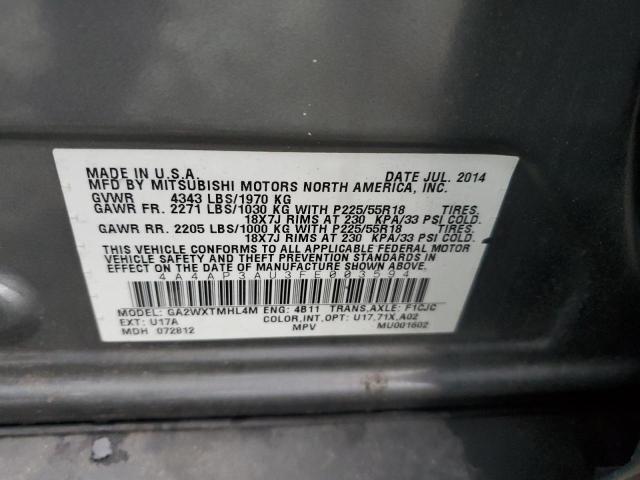 MADE IN U.S.A. DATE JUL. 2014
MFD BY MITSUBISHI MOTORS NORTH AMERICA, INC.
GVWR 4343 LBS/1970 KG
GAWR FR. 2271 LBS/1030 KG WITH P225/55R18 TIRES.
18X7J RIMS AT 230 KPA/33 PSI COLD.
GAWR RR. 2205 LBS/1000 KG WITH P225/55R18 TIRES.
18X7J RIMS AT 230 KPA/33 PSI COLD.
THIS VEHICLE CONFORMS TO ALL APPLICABLE FEDERAL MOTOR
VEHICLE SAFETY AND THEFT PREVENTION STANDARDS IN
EFFECT ON THE DATE OF MANUFACTURE SHOWN ABOVE.
4A4AP3AU3FE003594
MODEL: GA2WXTMHL4M ENG: 4B11 TRANS,AXLE: F1CJC
EXT: U17A COLOR,INT,OPT: U17,71X,A02
MDH 072812 MPV MU001602